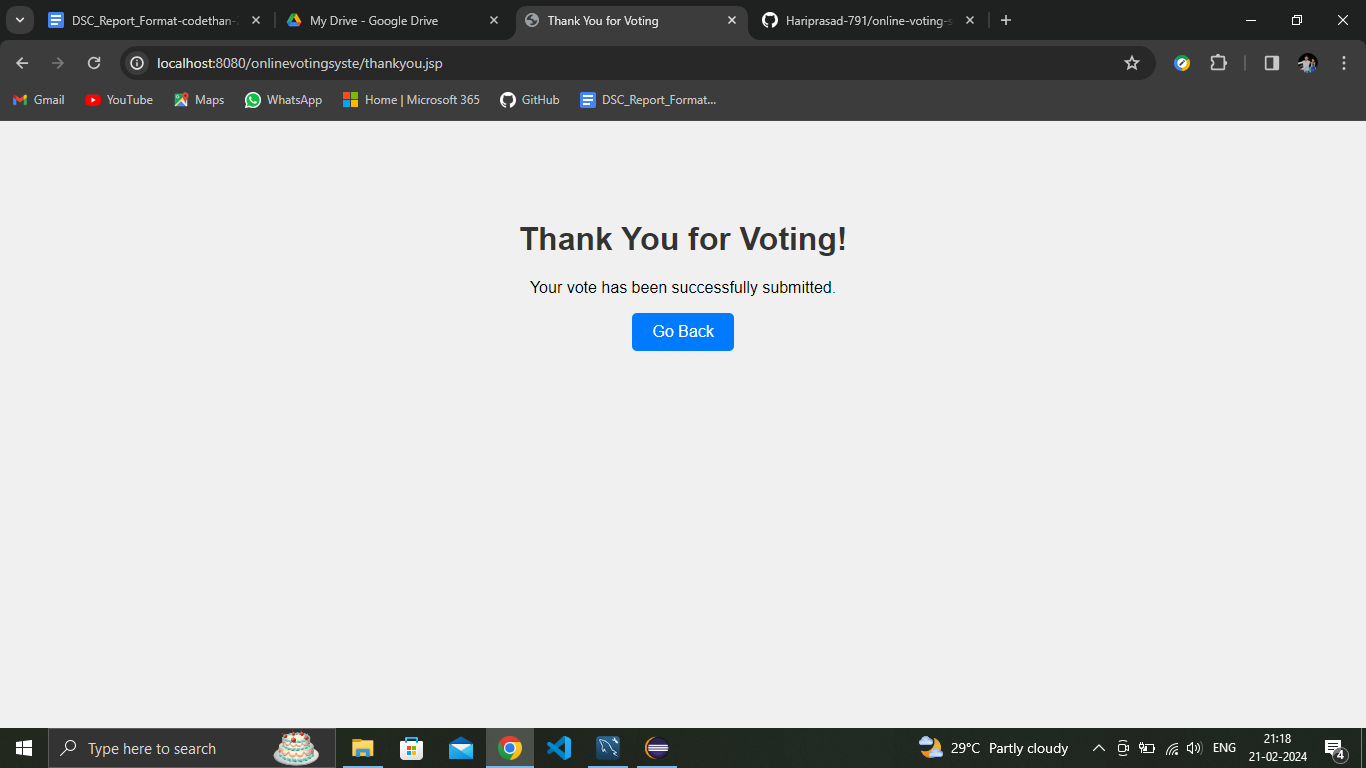 DSC_Report_Format-codethan-
My Drive - Google Drive
Thank You for Voting
Hariprasad-791/online-voting-s
localhost:8080/onlinevotingsyste/thankyou.jsp
Gmail
YouTube
Maps
WhatsApp
Home | Microsoft 365
GitHub
DSC_Report_Format...
Thank You for Voting!
Your vote has been successfully submitted.
Go Back
Type here to search
29°C Partly cloudy
ENG
21:18
21-02-2024
4